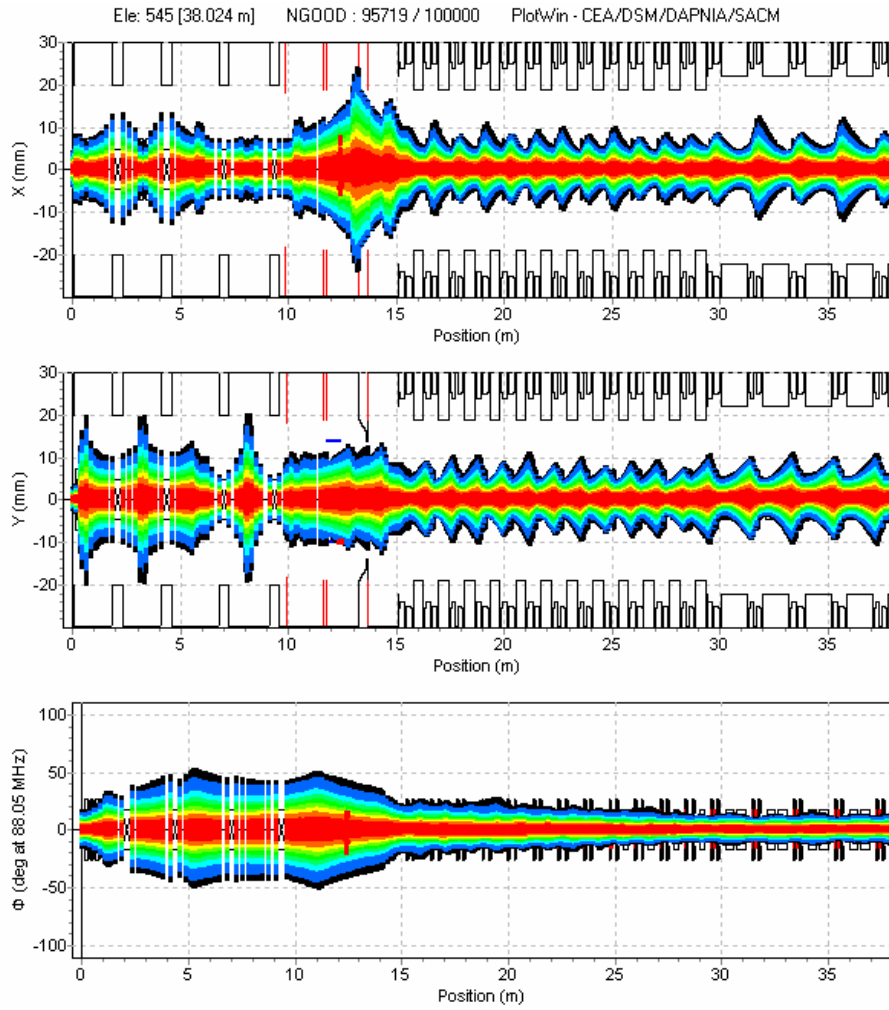 Ele: 545 [38.024 m] NGOOD : 95719 / 100000 PlotWin - CEA/DSM/DAPNIA/SACM
30
20
10
0
-10
-20
X (mm)
0 5 10 15 20 25 30 35
Position (m)
30
20
10
0
-10
-20
Y (mm)
0 5 10 15 20 25 30 35
Position (m)
100
50
0
-50
-100
Φ (deg at 88.05 MHz)
0 5 10 15 20 25 30 35
Position (m)